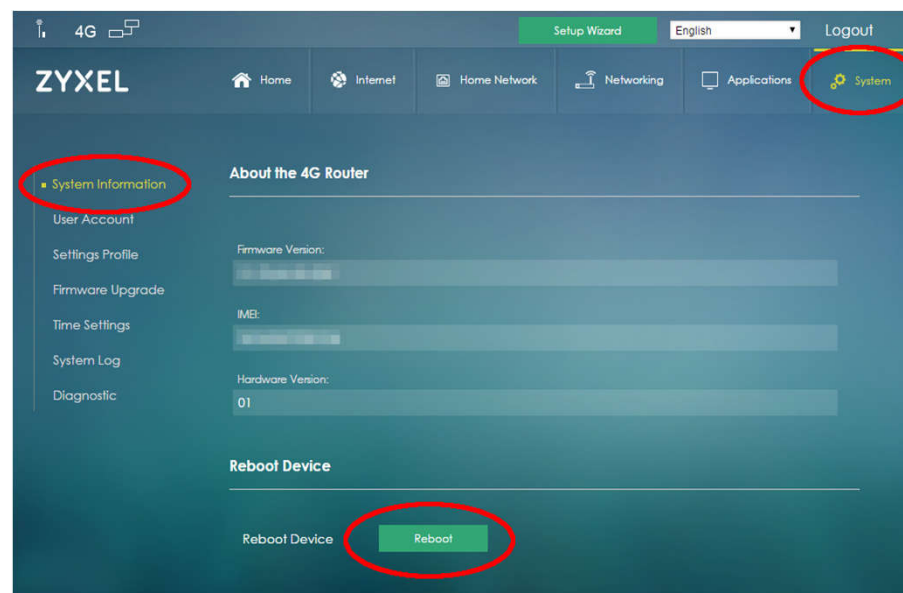 4G
Setup Wizard
English
Logout
ZYXEL
Home
Internet
Home Network
Networking
Applications
System
System Information
User Account
Settings Profile
Firmware Upgrade
Time Settings
System Log
Diagnostic
About the 4G Router
Firmware Version:
IMEI:
Hardware Version:
01
Reboot Device
Reboot Device
Reboot